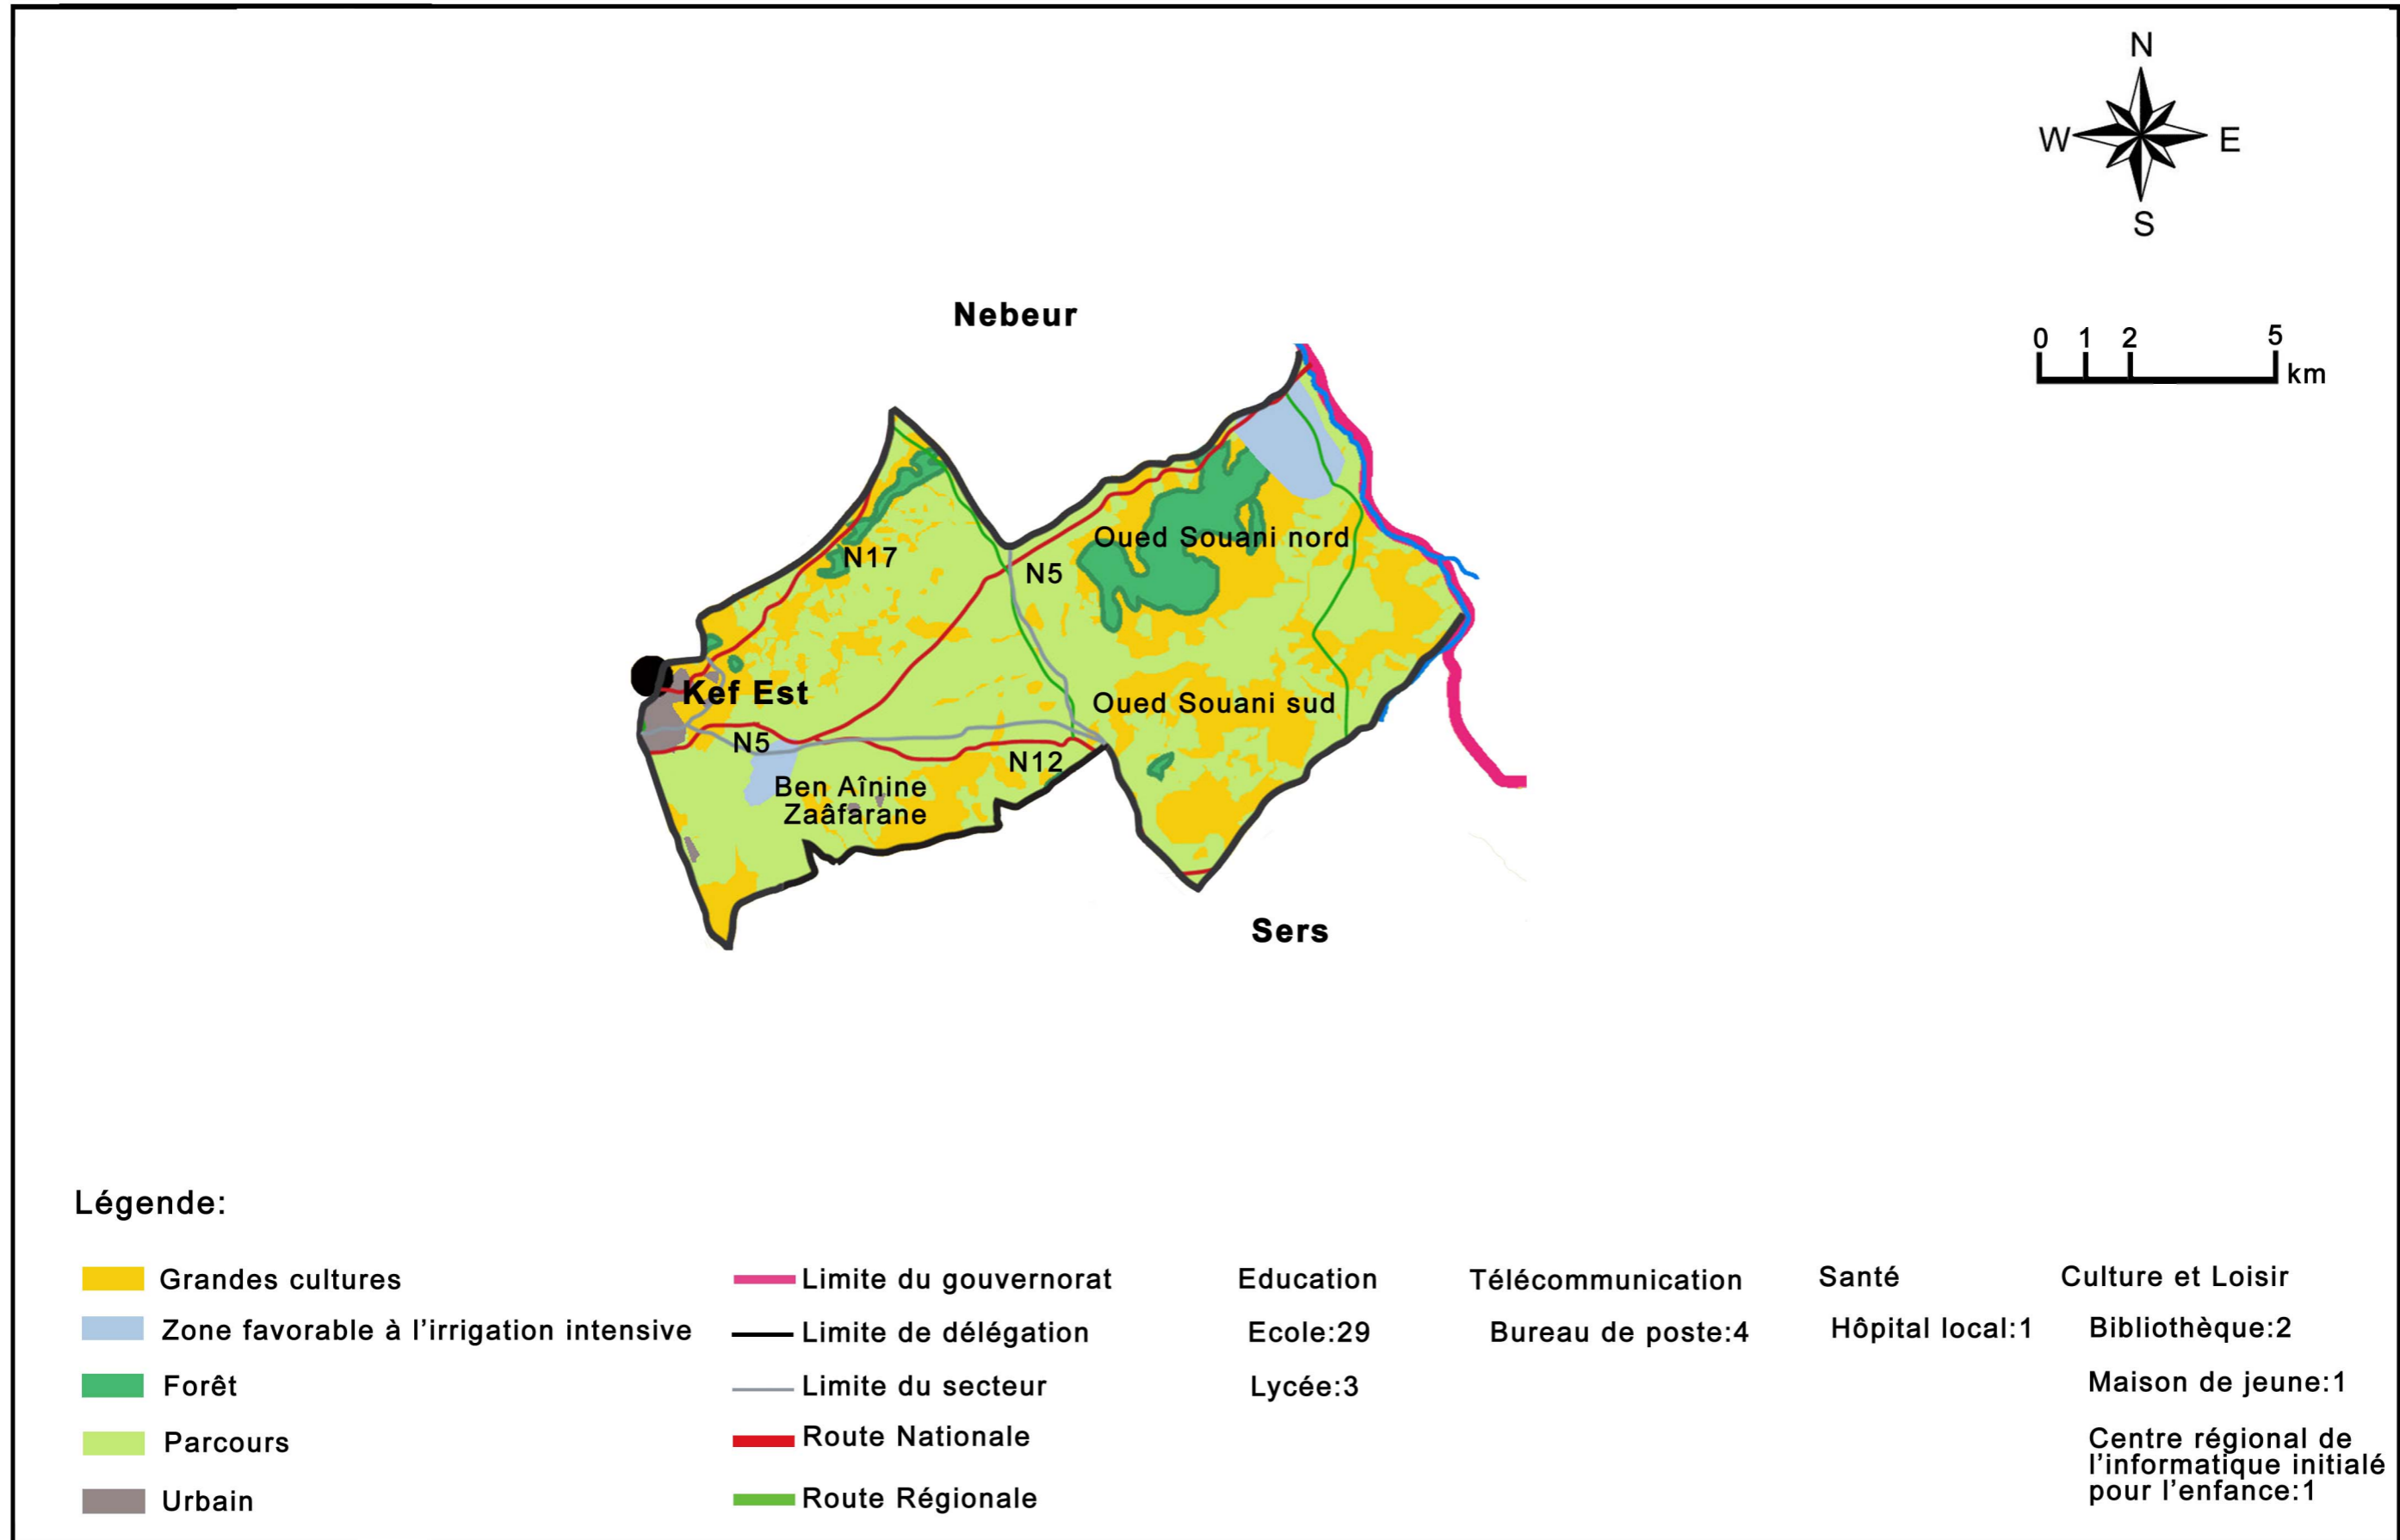 N
W E
S
0 1 2 5
km
Nebeur
Oued Souani nord
N17
N5
Kef Est
Oued Souani sud
N5
N12
Ben Aînine
Zaâfarane
Sers
Légende:
Grandes cultures
Zone favorable à l’irrigation intensive
Forêt
Parcours
Urbain
Limite du gouvernorat
Limite de délégation
Limite du secteur
Route Nationale
Route Régionale
Education
Ecole:29
Lycée:3
Télécommunication
Bureau de poste:4
Santé
Hôpital local:1
Culture et Loisir
Bibliothèque:2
Maison de jeune:1
Centre régional de
l’informatique initialé
pour l’enfance:1